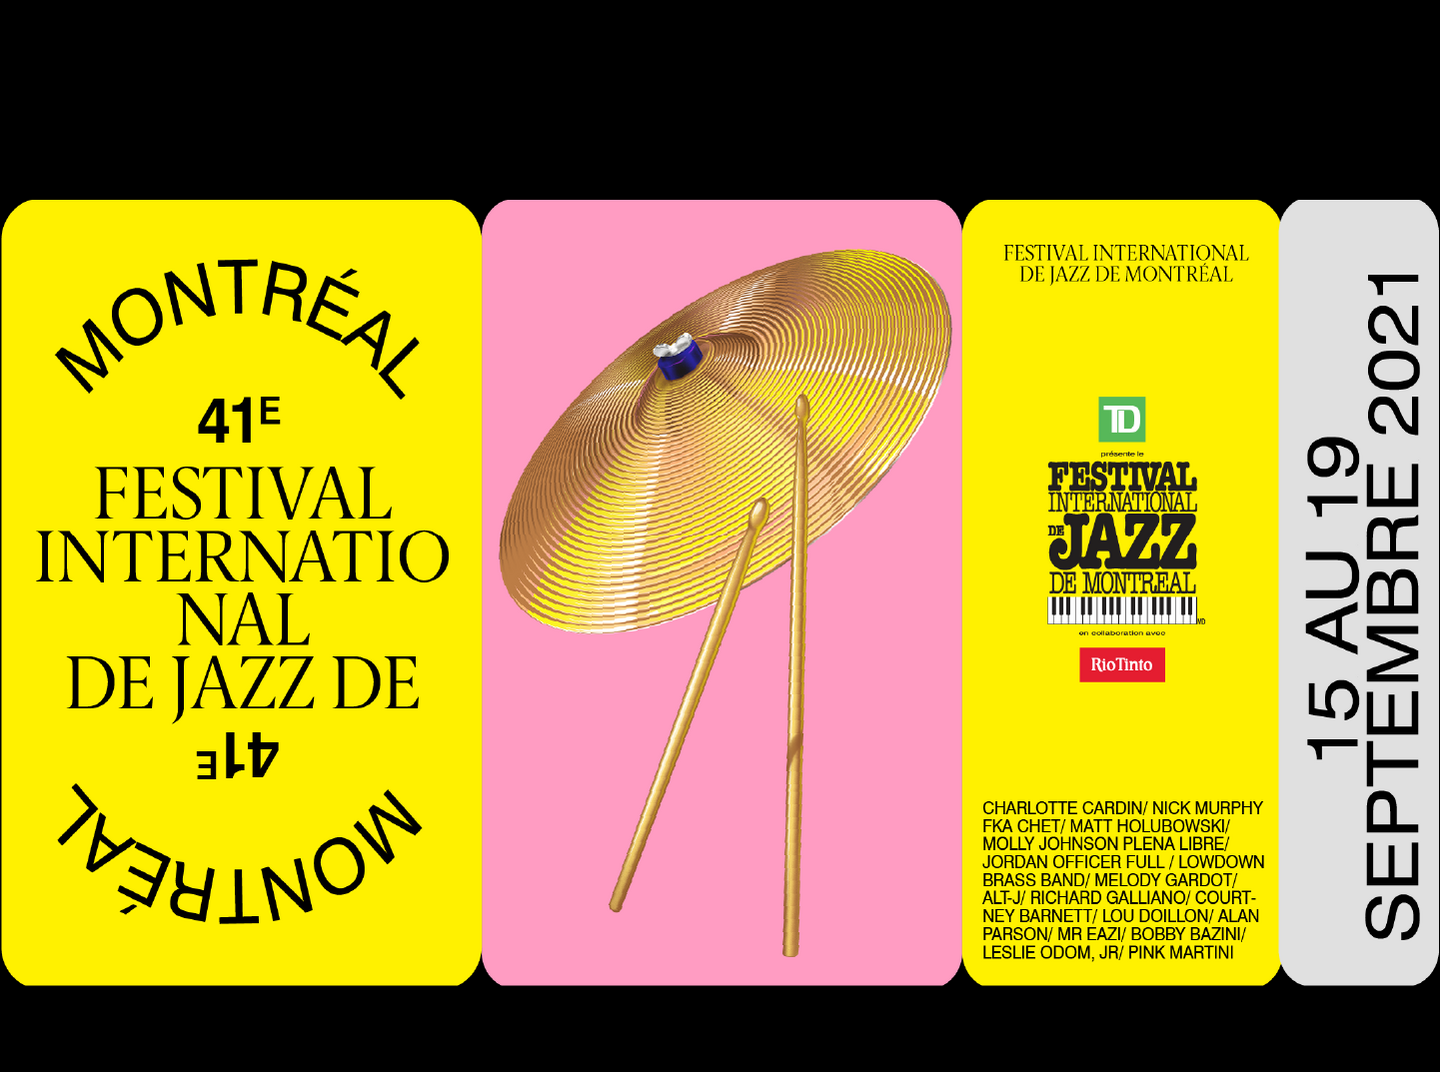 MONTRÉAL
41E
FESTIVAL
INTERNATIO
NAL
DE JAZZ DE
41E
MONTRÉAL
FESTIVAL INTERNATIONAL
DE JAZZ DE MONTRÉAL
TD
présente le
FESTIVAL
INTERNATIONAL
DE JAZZ
DE MONTREAL
MD
en collaboration avec
RioTinto
CHARLOTTE CARDIN/ NICK MURPHY
FKA CHET/ MATT HOLUBOWSKI/
MOLLY JOHNSON PLENA LIBRE/
JORDAN OFFICER FULL / LOWDOWN
BRASS BAND/ MELODY GARDOT/
ALT-J/ RICHARD GALLIANO/ COURT-
NEY BARNETT/ LOU DOILLON/ ALAN
PARSON/ MR EAZI/ BOBBY BAZINI/
LESLIE ODOM, JR/ PINK MARTINI
15 AU 19
SEPTEMBRE 2021